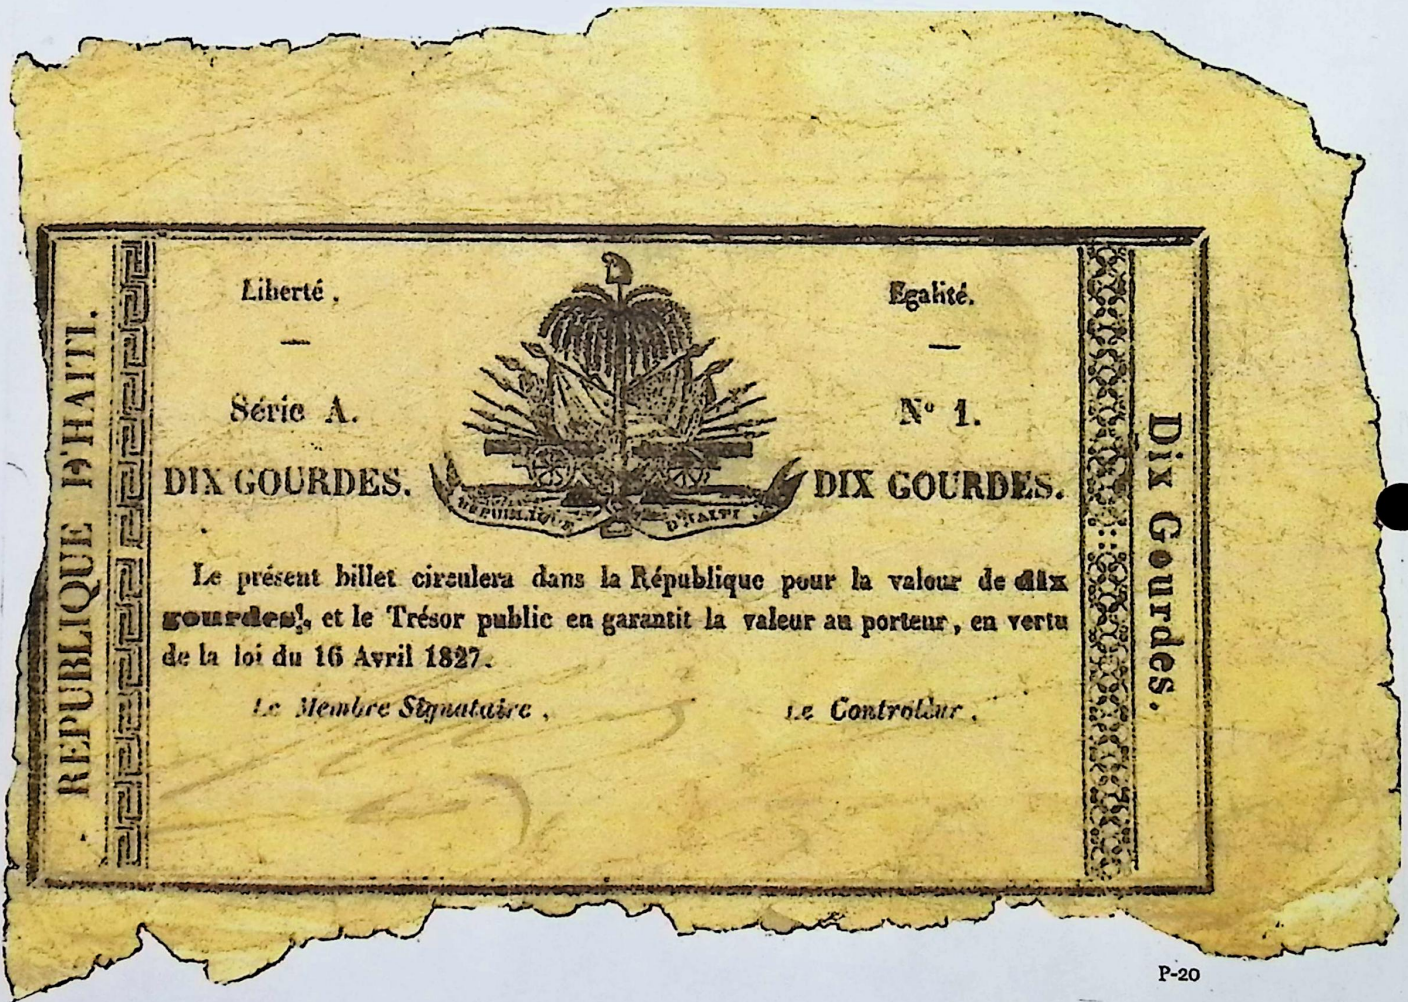 REPUBLIQUE D'HAITI.
Liberté.
Egalité.
Série A.
N° 1.
DIX GOURDES.
DIX GOURDES.
REPUBLIQUE D'HAITI
Le présent billet circulera dans la République pour la valeur de dix
gourdes, et le Trésor public en garantit la valeur au porteur, en vertu
de la loi du 16 Avril 1827.
Le Membre Signataire,
Le Controleur.
Dix Gourdes.
P-20